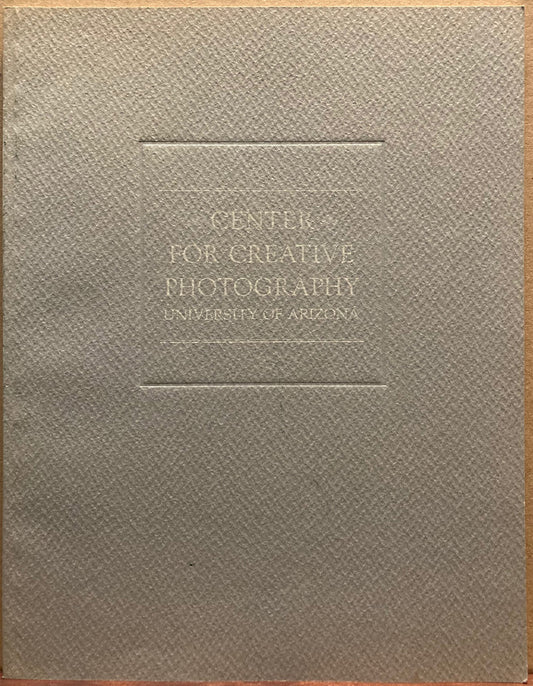 CENTER
FOR CREATIVE
PHOTOGRAPHY
UNIVERSITY OF ARIZONA